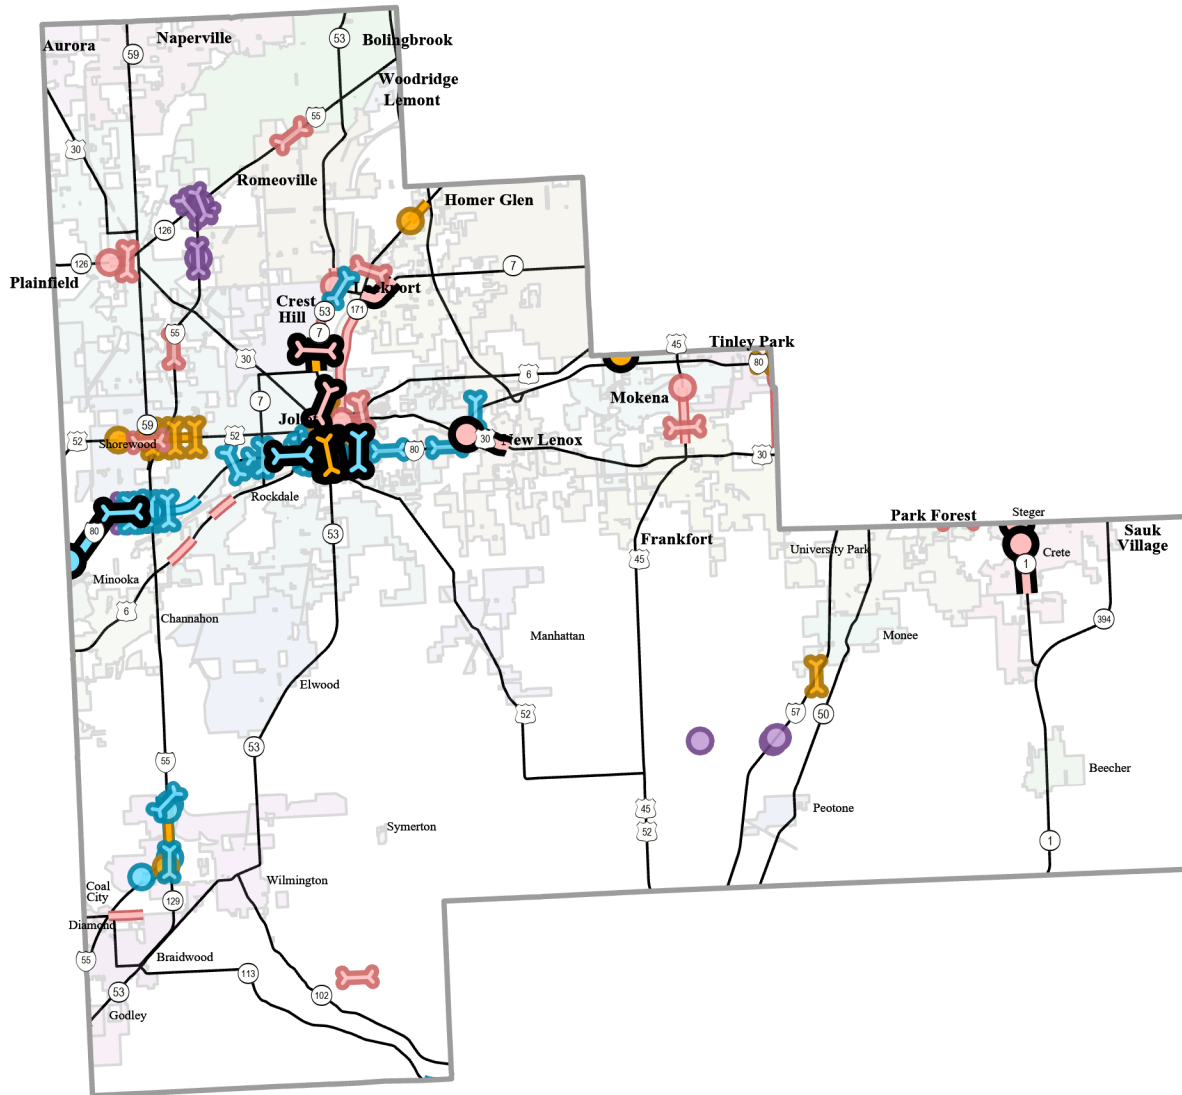 Naperville
53
Bolingbrook
Aurora
59
Woodridge
Lemont
55
30
Romeoville
Homer Glen
126
126
7
Plainfield
Lockport
Crest
Hill
53
171
7
55
45
Tinley Park
30
6
80
7
Mokena
59
52
52
Shorewood
30
New Lenox
80
30
Rockdale
80
53
Park Forest
Steger
Sauk
Village
Frankfort
University Park
Crete
45
1
Minooka
6
Channahon
394
Manhattan
Monee
Elwood
57
50
52
53
55
Beecher
45
Peotone
52
Symerton
1
Wilmington
Coal
City
129
Diamond
55
Braidwood
113
53
102
Godley